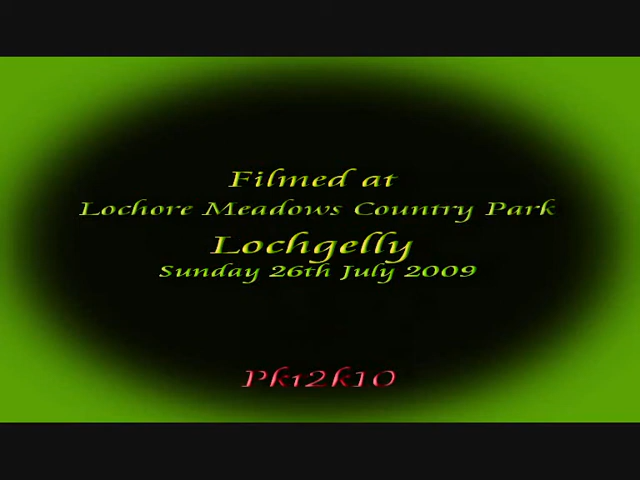 Filmed at
Lochore Meadows Country Park
Lochgelly
Sunday 26th July 2009
Pk12k10